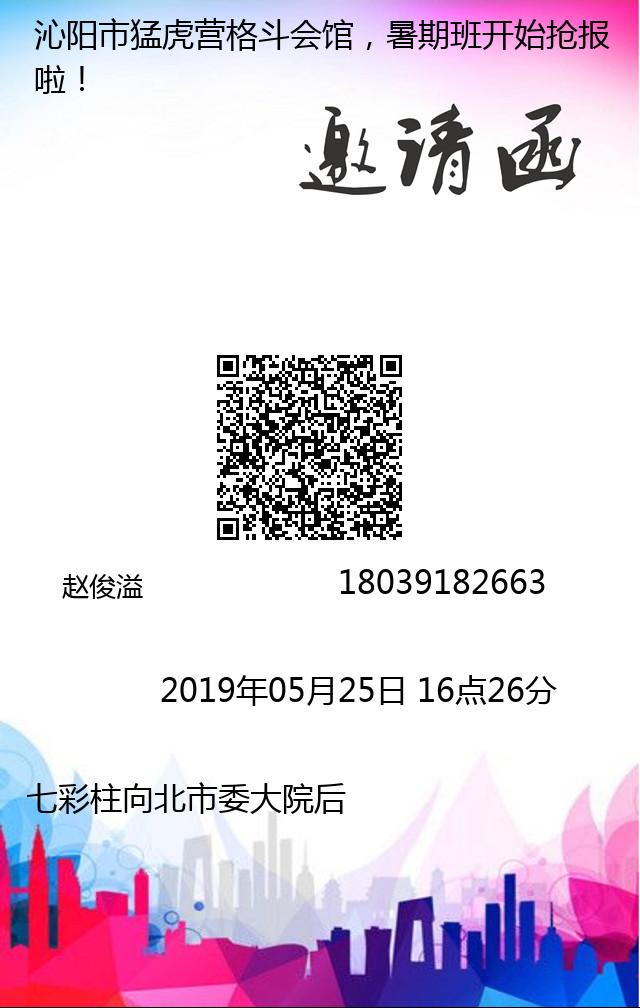 沁阳市猛虎营格斗会馆，暑期班开始抢报
啦！
邀请函
赵俊溢
18039182663
2019年05月25日 16点26分
七彩柱向北市委大院后